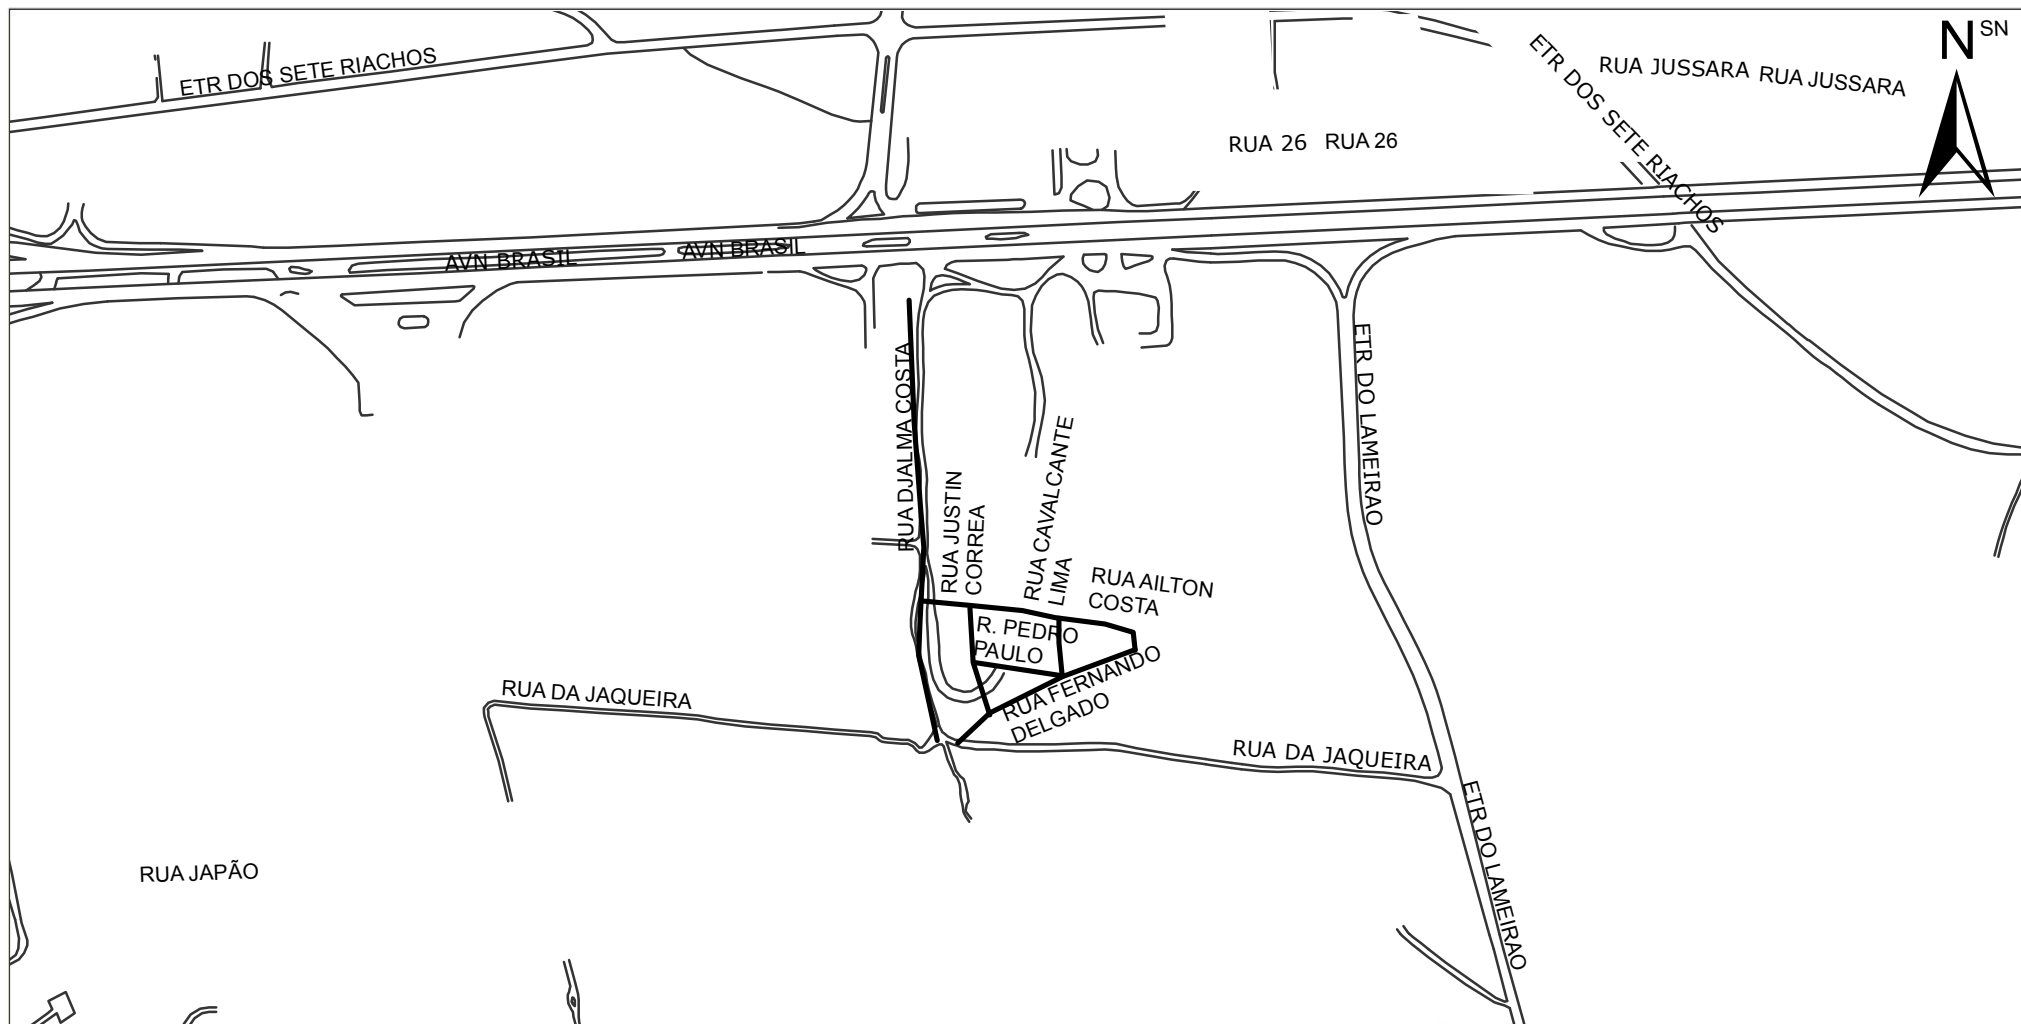 N SN
ETR DOS SETE RIACHOS
ETR DOS SETE RIACHOS
RUA JUSSARA RUA JUSSARA
RUA 26 RUA 26
AVN BRASIL AVN BRASIL
RUA DJALMA COSTA
RUA JUSTIN
CORREA
RUA CAVALCANTE
LIMA
RUA AILTON
COSTA
ETR DO LAMEIRAO
R. PEDRO
PAULO
RUA FERNANDO
DELGADO
RUA DA JAQUEIRA
RUA DA JAQUEIRA
ETR DO LAMEIRAO
RUA JAPÃO